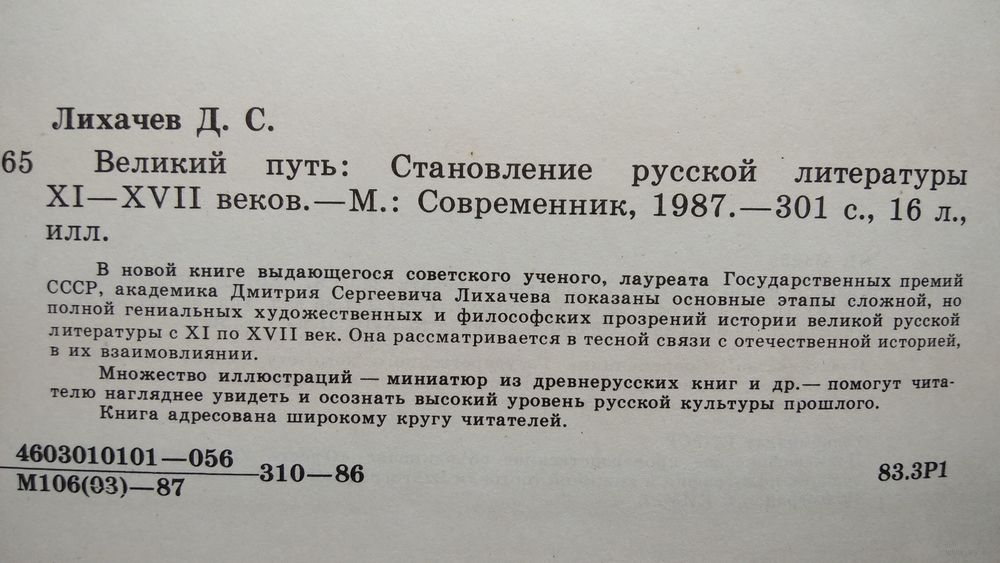 Лихачев Д. С.
65 Великий путь: Становление русской литературы
XI—XVII веков.—М.: Современник, 1987.—301 с., 16 л.,
илл.
В новой книге выдающегося советского ученого, лауреата Государственных премий
СССР, академика Дмитрия Сергеевича Лихачева показаны основные этапы сложной, но
полной гениальных художественных и философских прозрений истории великой русской
литературы с XI по XVII век. Она рассматривается в тесной связи с отечественной историей,
в их взаимовлиянии.
Множество иллюстраций — миниатюр из древнерусских книг и др.— помогут чита-
телю нагляднее увидеть и осознать высокий уровень русской культуры прошлого.
Книга адресована широкому кругу читателей.
4603010101—056
М106(03)—87
—310—86
83.3Р1